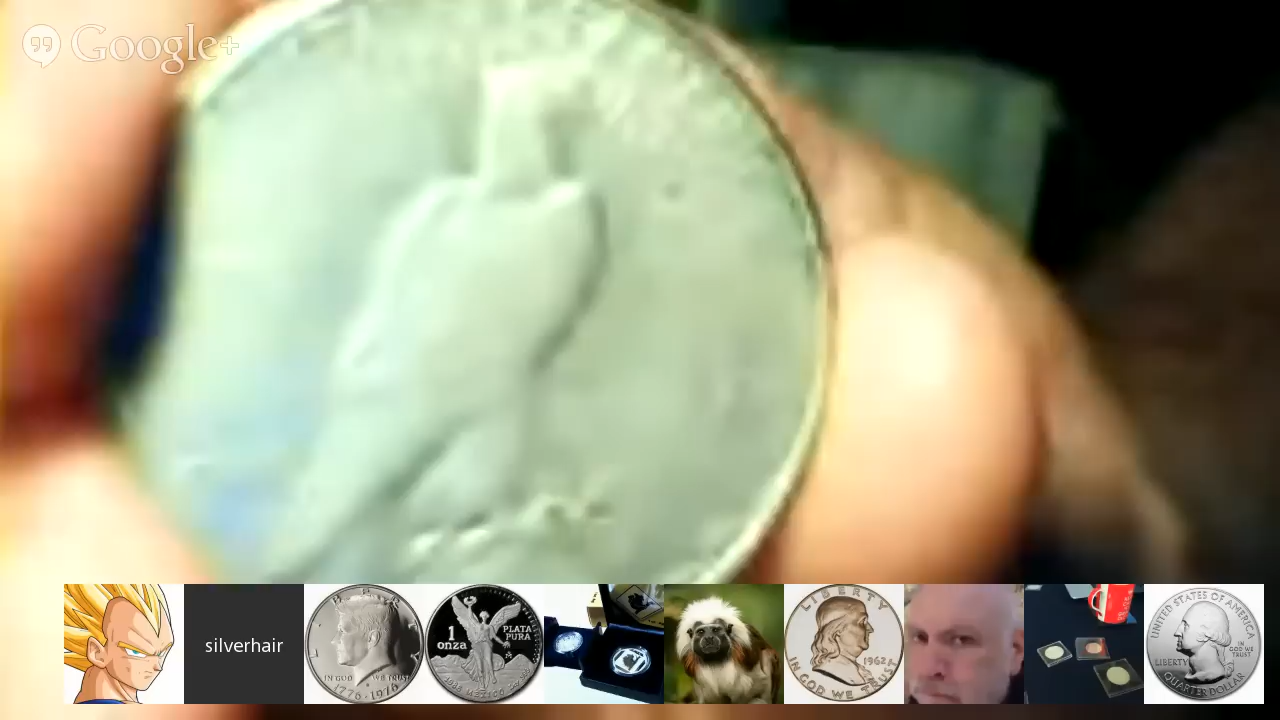 Google+
silverhair
LIBERTY
IN GOD WE TRUST
1776-1976
1
onza
PLATA
PURA
LIBERTY
1962
IN GOD WE TRUST
UNITED STATES OF AMERICA
IN
GOD WE
TRUST
LIBERTY
QUARTER DOLLAR